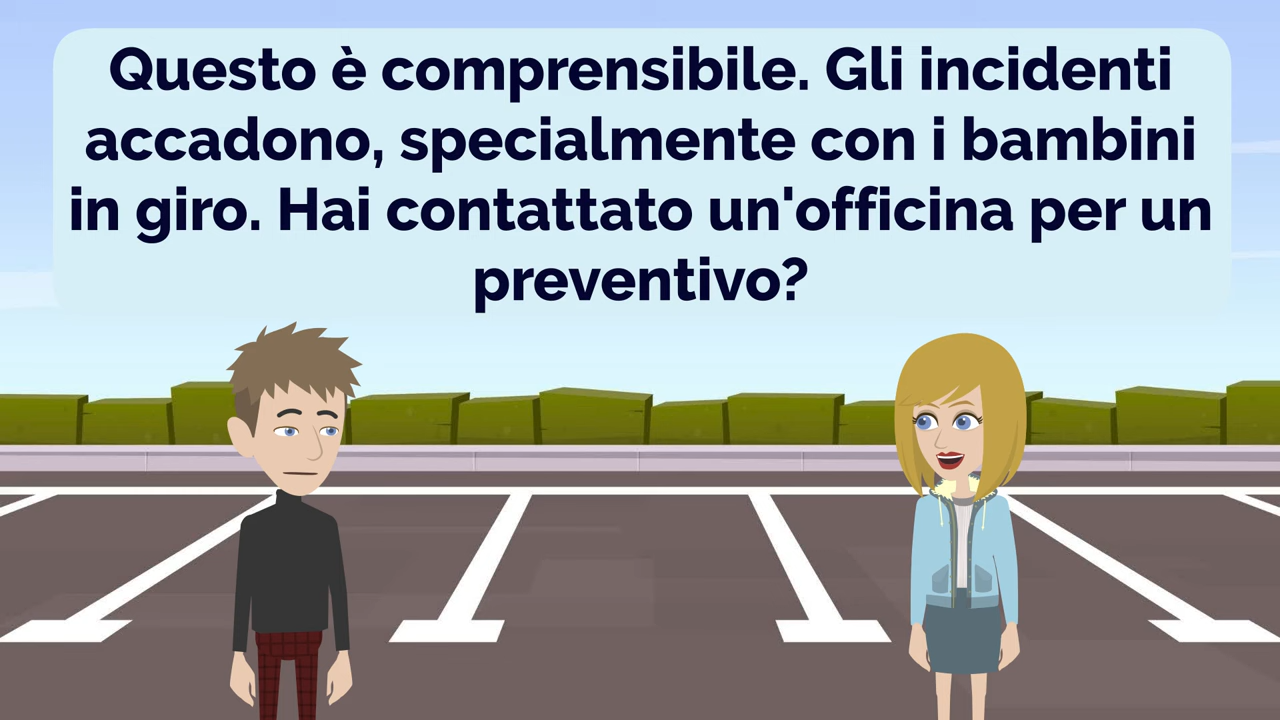 Questo è comprensibile. Gli incidenti
accadono, specialmente con i bambini
in giro. Hai contattato un'officina per un
preventivo?